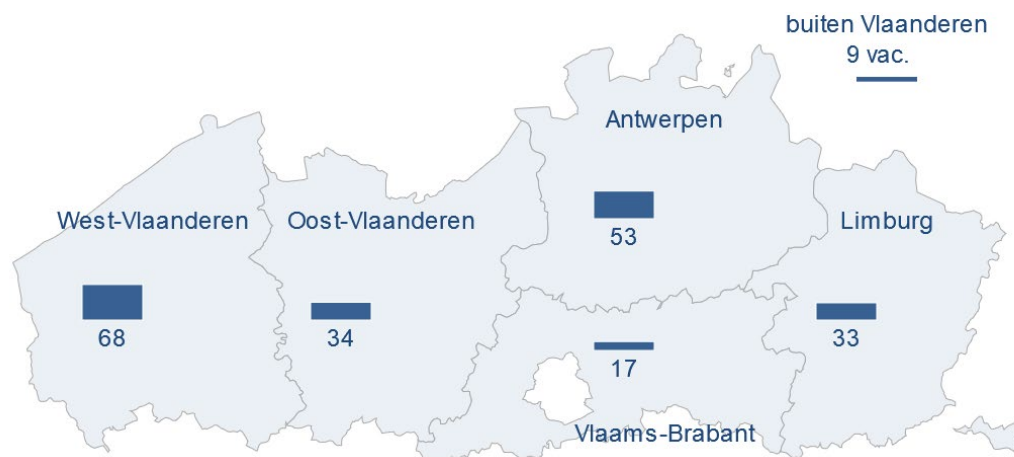 buiten Vlaanderen
9 vac.
Antwerpen
53
West-Vlaanderen
68
Oost-Vlaanderen
34
Limburg
33
17
Vlaams-Brabant